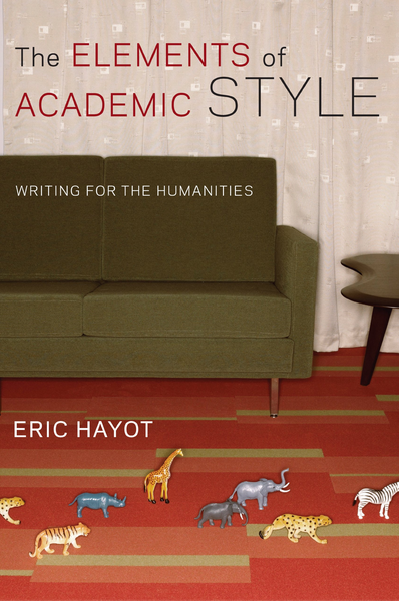 The ELEMENTS of
ACADEMIC STYLE
WRITING FOR THE HUMANITIES
ERIC HAYOT